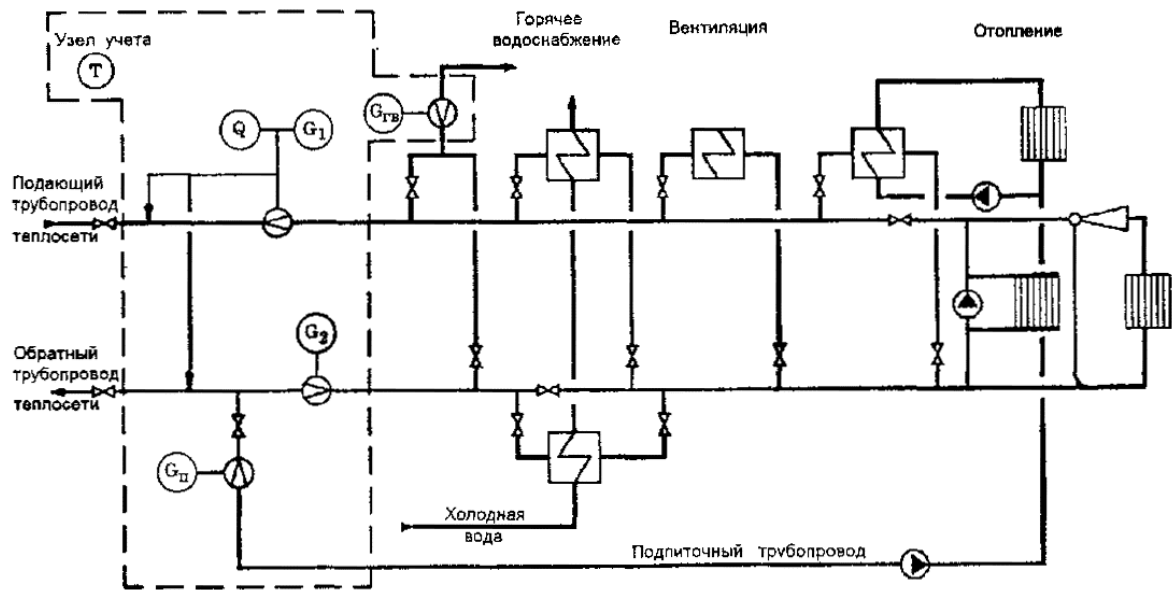 Узел учета
T
Горячее
водоснабжение
Вентиляция
Отопление
Gгв
Q
G1
Подающий
трубопровод
теплосети
G2
Обратный
трубопровод
теплосети
Gп
Холодная
вода
Подпиточный трубопровод